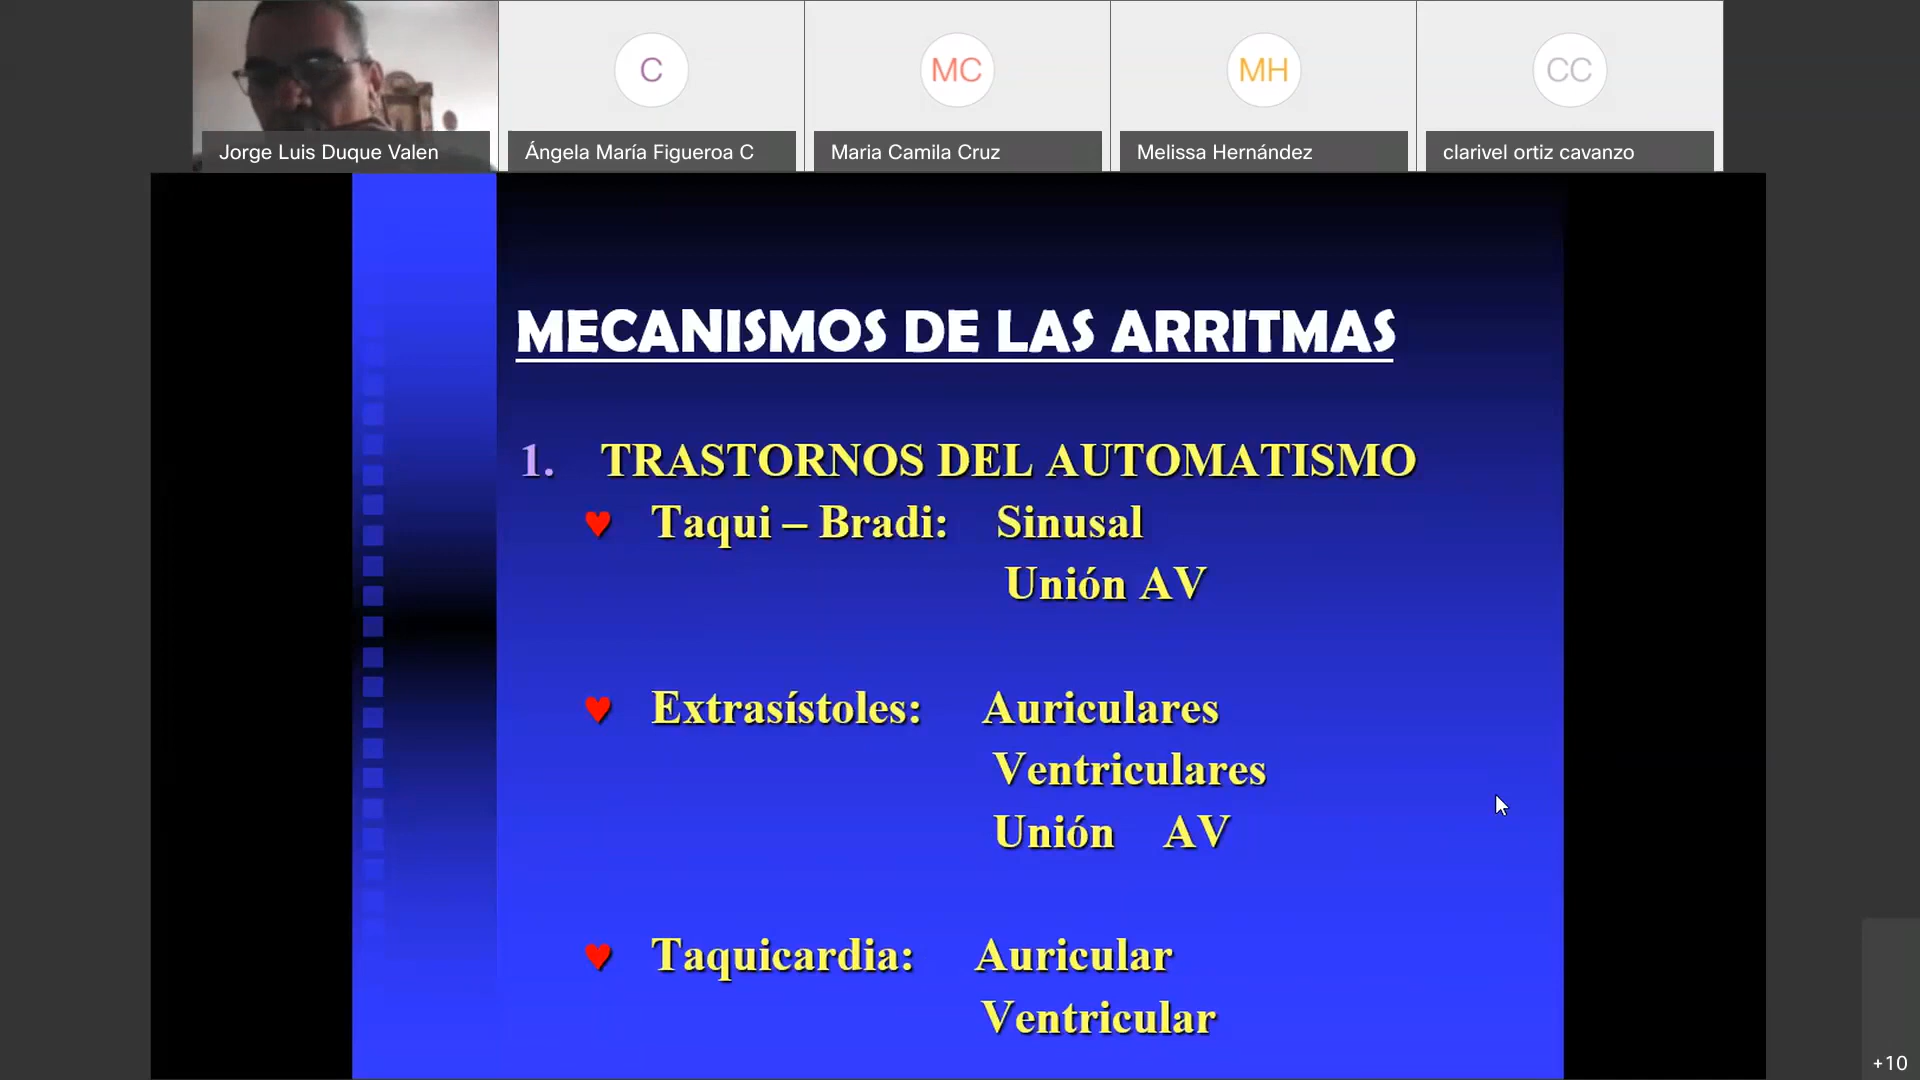 C
MC
MH
CC
Jorge Luis Duque Valen
Ángela María Figueroa C
Maria Camila Cruz
Melissa Hernández
clarivel ortiz cavanzo
MECANISMOS DE LAS ARRITMAS
1. TRASTORNOS DEL AUTOMATISMO
Taqui – Bradi: Sinusal
Unión AV
Extrasístoles: Auriculares
Ventriculares
Unión AV
Taquicardia: Auricular
Ventricular
+10